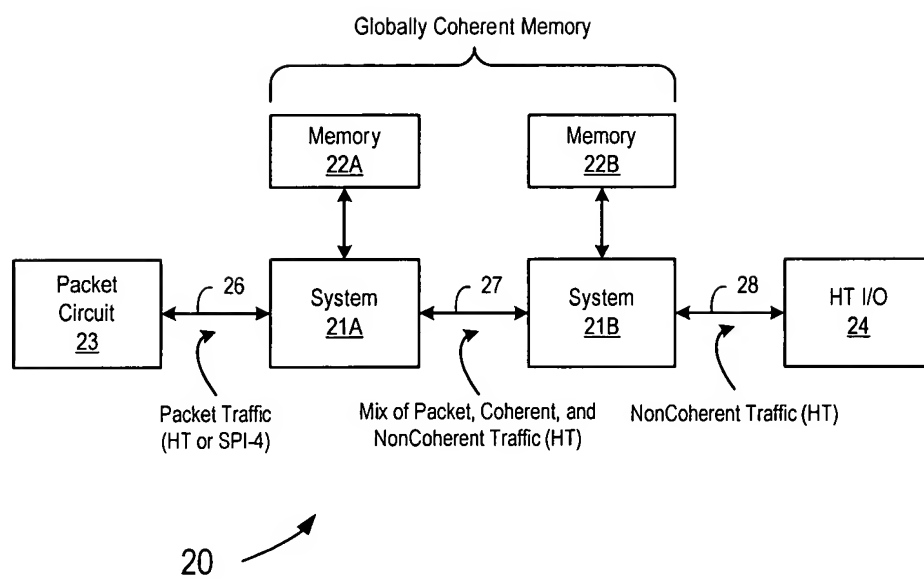 Globally Coherent Memory
Memory
22A
Memory
22B
Packet
Circuit
23
26
System
21A
27
System
21B
28
HT I/O
24
Packet Traffic
(HT or SPI-4)
Mix of Packet, Coherent, and
NonCoherent Traffic (HT)
NonCoherent Traffic (HT)
20